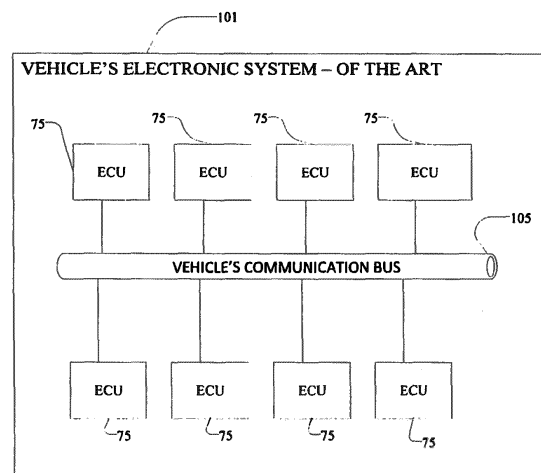 101
VEHICLE'S ELECTRONIC SYSTEM – OF THE ART
75 75 75 75
ECU ECU ECU ECU
105
VEHICLE'S COMMUNICATION BUS
ECU ECU ECU ECU
75 75 75 75